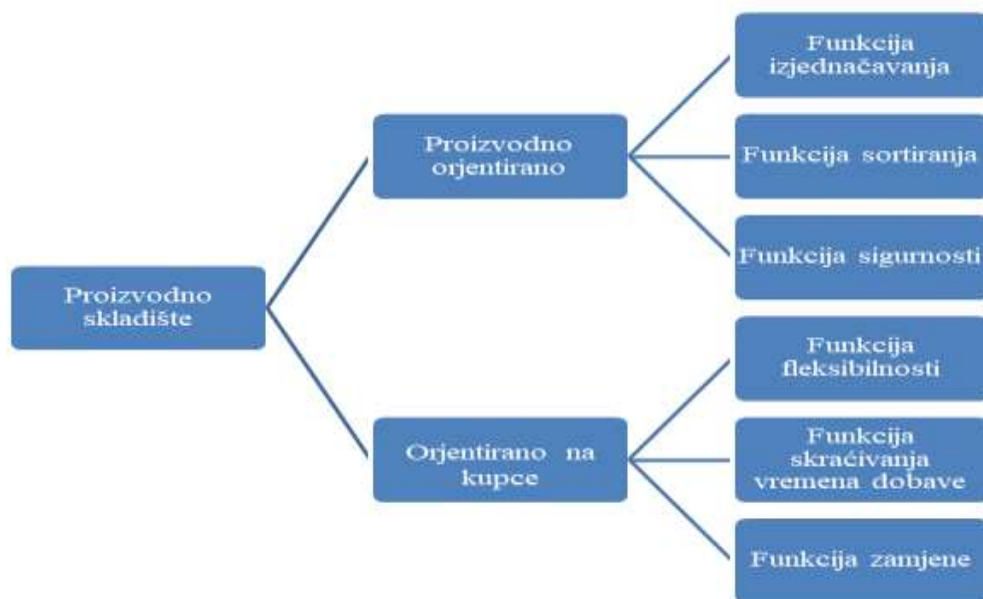 Proizvodno
skladište
Proizvodno
orjentirano
Funkcija
izjednačavanja
Funkcija sortiranja
Funkcija sigurnosti
Orjentirano na
kupce
Funkcija
fleksibilnosti
Funkcija
skraćivanja
vremena dobave
Funkcija zamjene